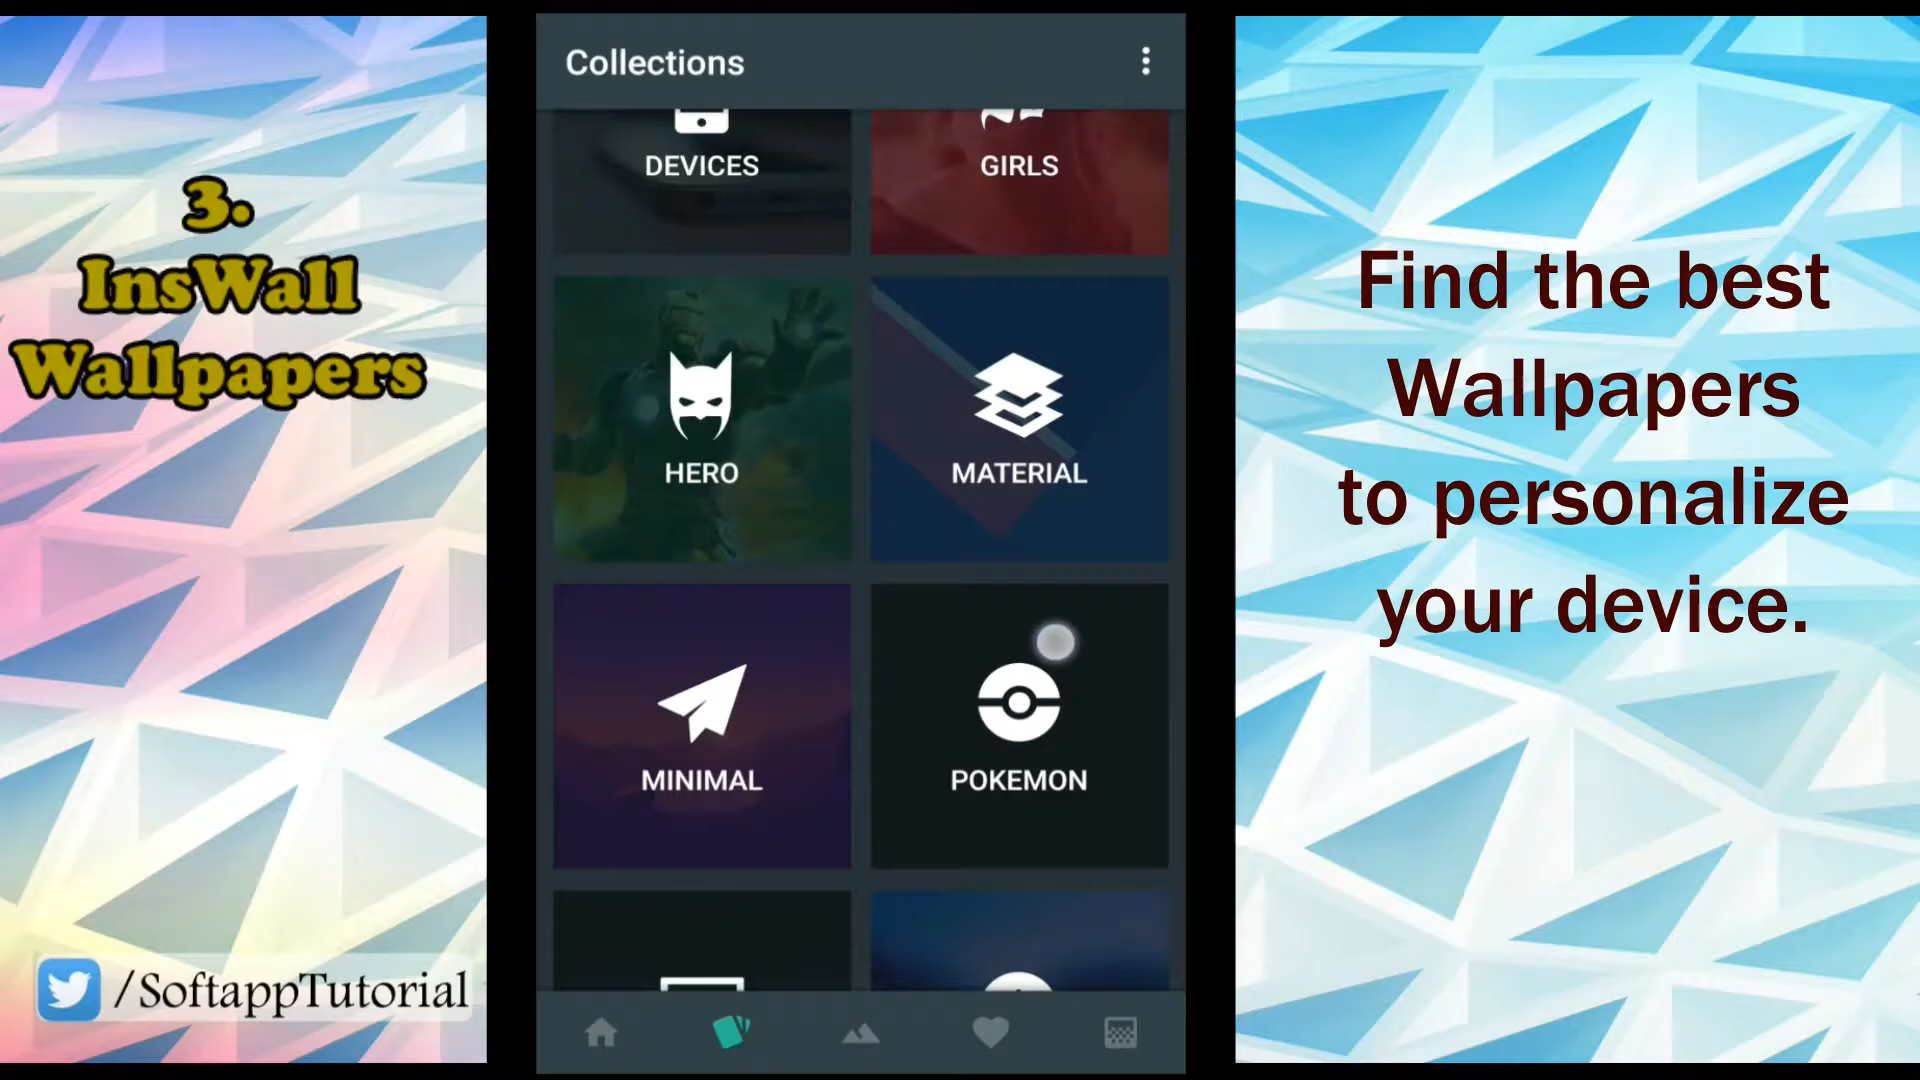 3.
InsWall
Wallpapers
/SoftappTutorial
Collections
DEVICES
GIRLS
HERO
MATERIAL
MINIMAL
POKEMON
Find the best
Wallpapers
to personalize
your device.